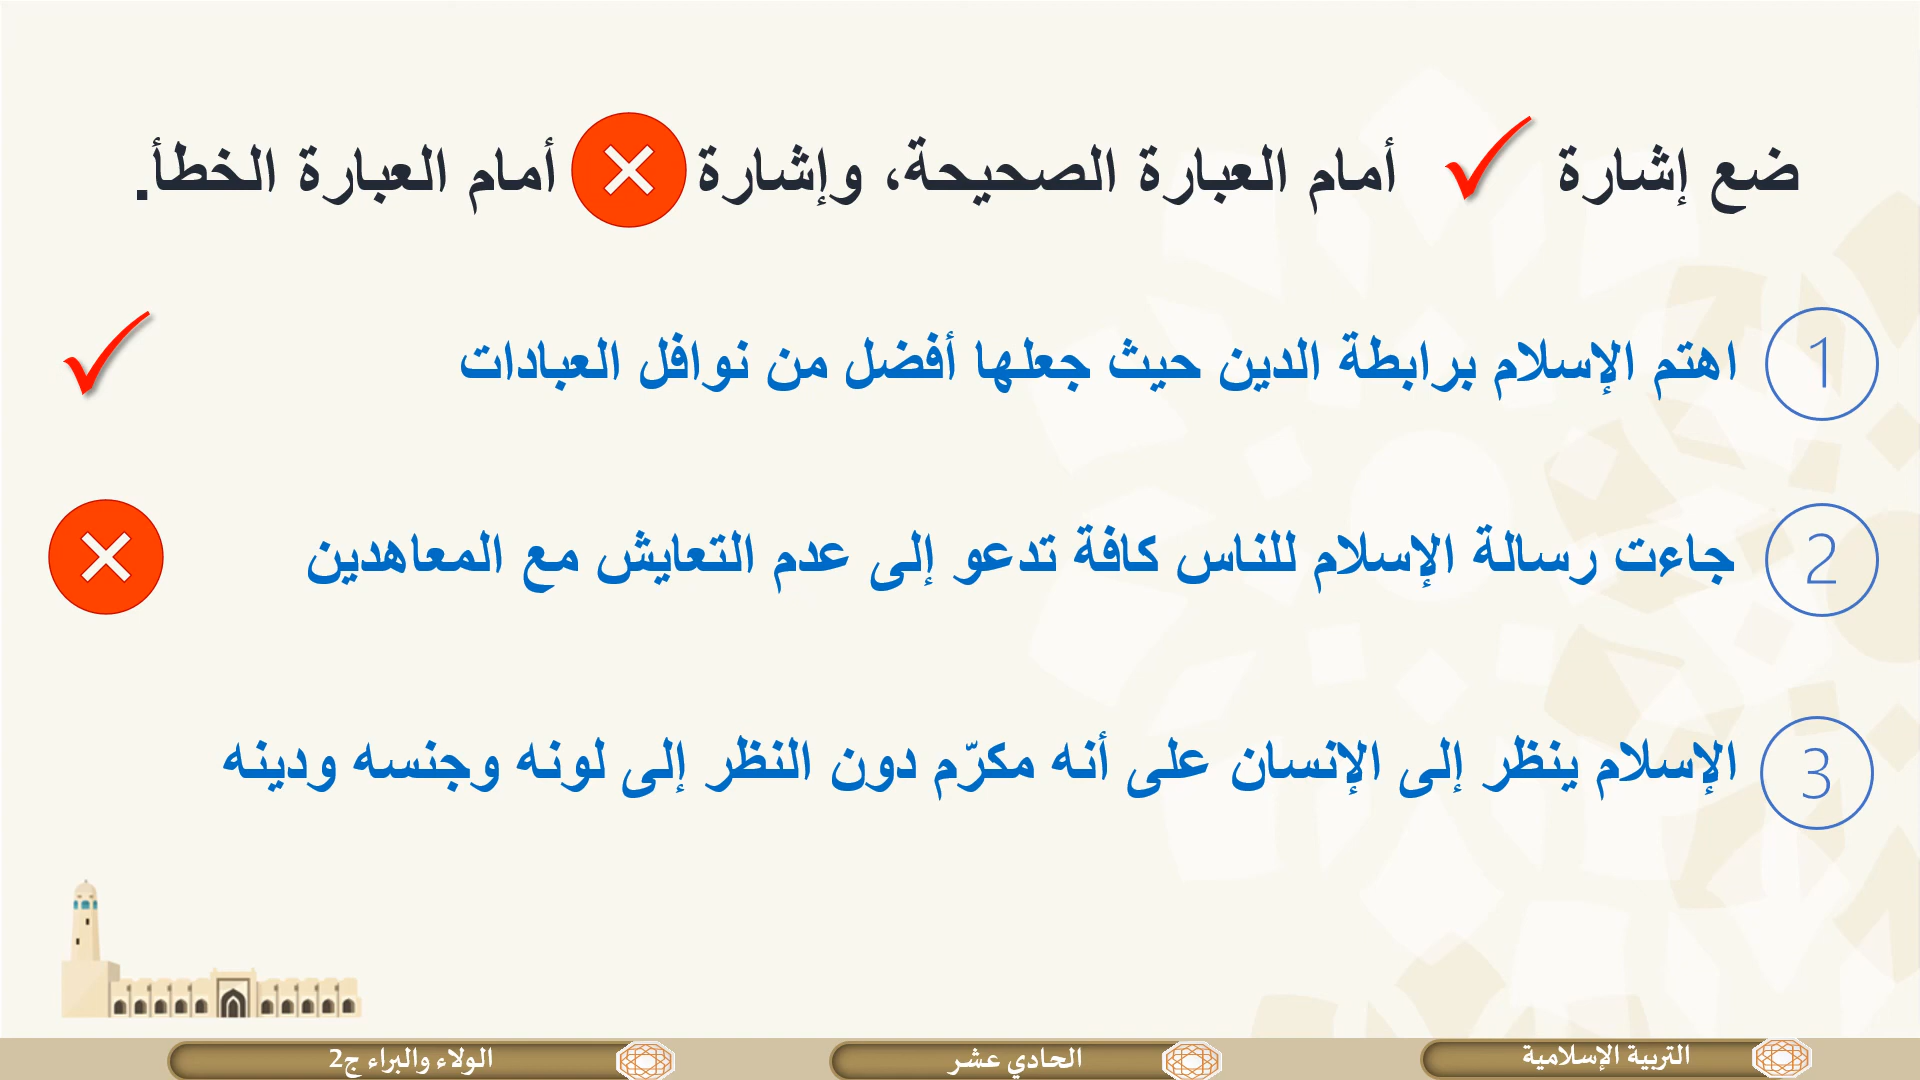 ضع إشارة ✓ أمام العبارة الصحيحة، وإشارة ✗ أمام العبارة الخطأ.
1 اهتم الإسلام برابطة الدين حيث جعلها أفضل من نوافل العبادات ✓
2 جاءت رسالة الإسلام للناس كافة تدعو إلى عدم التعايش مع المعاهدين ✗
3 الإسلام ينظر إلى الإنسان على أنه مكرّم دون النظر إلى لونه وجنسه ودينه
التربية الإسلامية
الحادي عشر
الولاء والبراء ج2